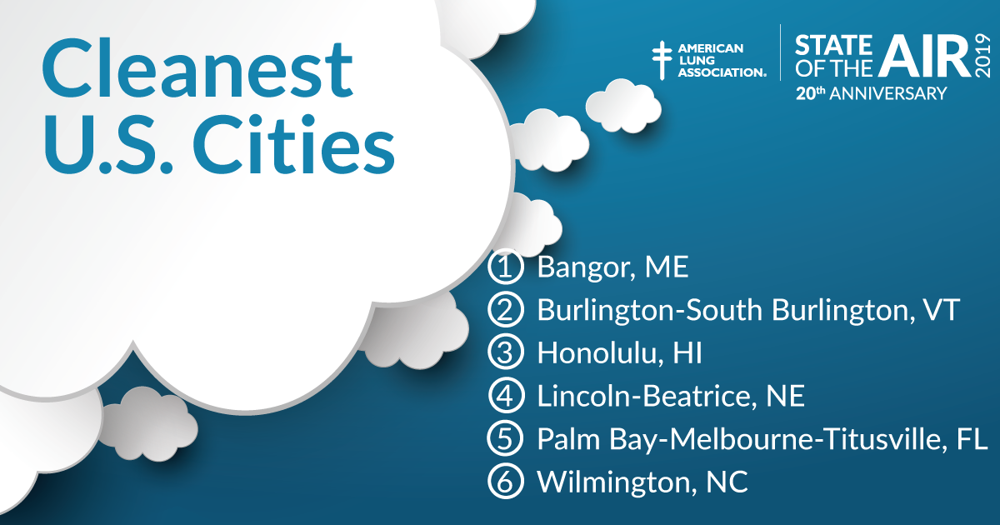 Cleanest
U.S. Cities
AMERICAN
LUNG
ASSOCIATION®
STATE
OF THE AIR 2019
20th ANNIVERSARY
1 Bangor, ME
2 Burlington-South Burlington, VT
3 Honolulu, HI
4 Lincoln-Beatrice, NE
5 Palm Bay-Melbourne-Titusville, FL
6 Wilmington, NC